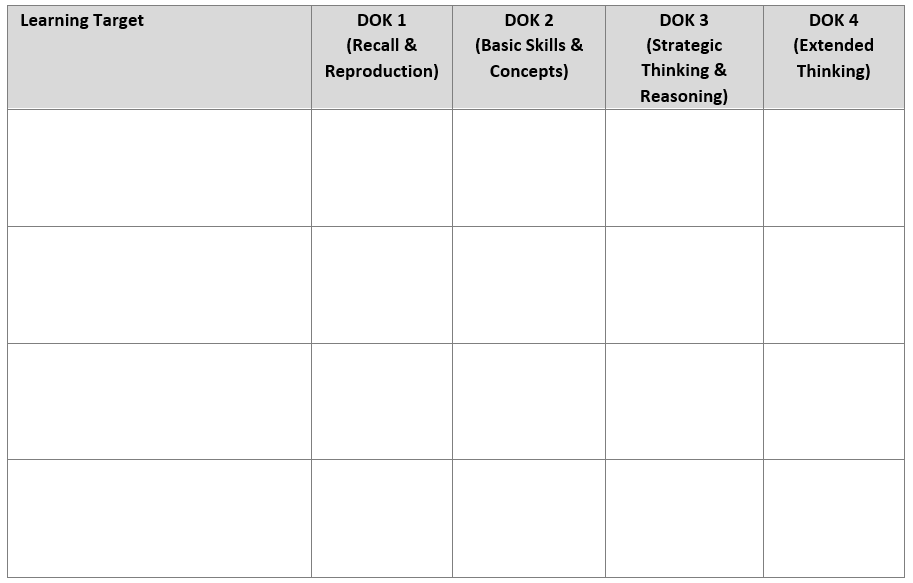 Learning Target
DOK 1
(Recall &
Reproduction)
DOK 2
(Basic Skills &
Concepts)
DOK 3
(Strategic
Thinking &
Reasoning)
DOK 4
(Extended
Thinking)